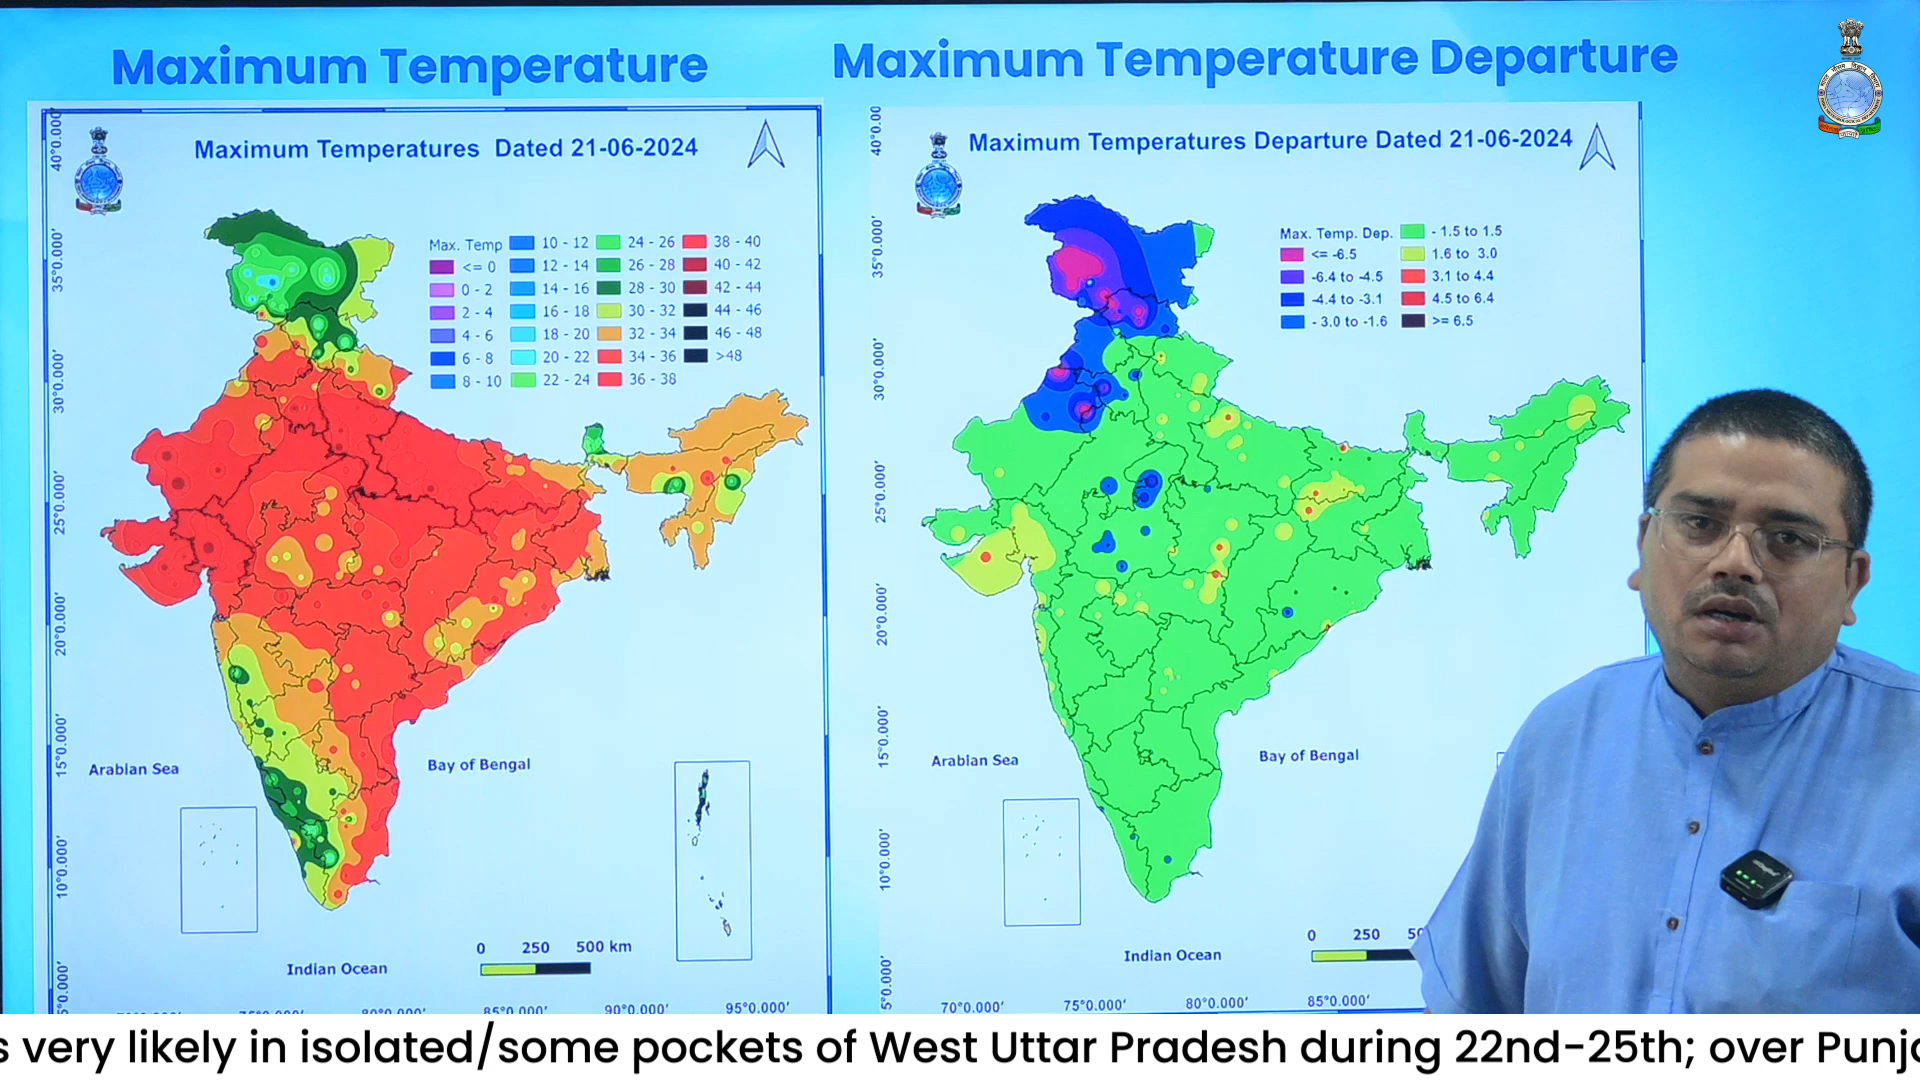 Maximum Temperature
Maximum Temperature Departure
Maximum Temperatures Dated 21-06-2024
Max. Temp
<= 0
0 - 2
2 - 4
4 - 6
6 - 8
8 - 10
10 - 12
12 - 14
14 - 16
16 - 18
18 - 20
20 - 22
22 - 24
24 - 26
26 - 28
28 - 30
30 - 32
32 - 34
34 - 36
36 - 38
38 - 40
40 - 42
42 - 44
44 - 46
46 - 48
>48
35°0.000'
30°0.000'
25°0.000'
20°0.000'
15°0.000'
10°0.000'
5°0.000'
Arabian Sea
Bay of Bengal
Indian Ocean
0 250 500 km
90°0.000' 95°0.000'
Maximum Temperatures Departure Dated 21-06-2024
Max. Temp. Dep.
<= -6.5
-6.4 to -4.5
-4.4 to -3.1
- 3.0 to -1.6
- 1.5 to 1.5
1.6 to 3.0
3.1 to 4.4
4.5 to 6.4
>= 6.5
40°0.00
35°0.000'
30°0.000'
25°0.000'
20°0.000'
15°0.000'
10°0.000'
5°0.000'
Arabian Sea
Bay of Bengal
Indian Ocean
0 250
70°0.000' 75°0.000' 80°0.000' 85°0.000'
s very likely in isolated/some pockets of West Uttar Pradesh during 22nd-25th; over Punj